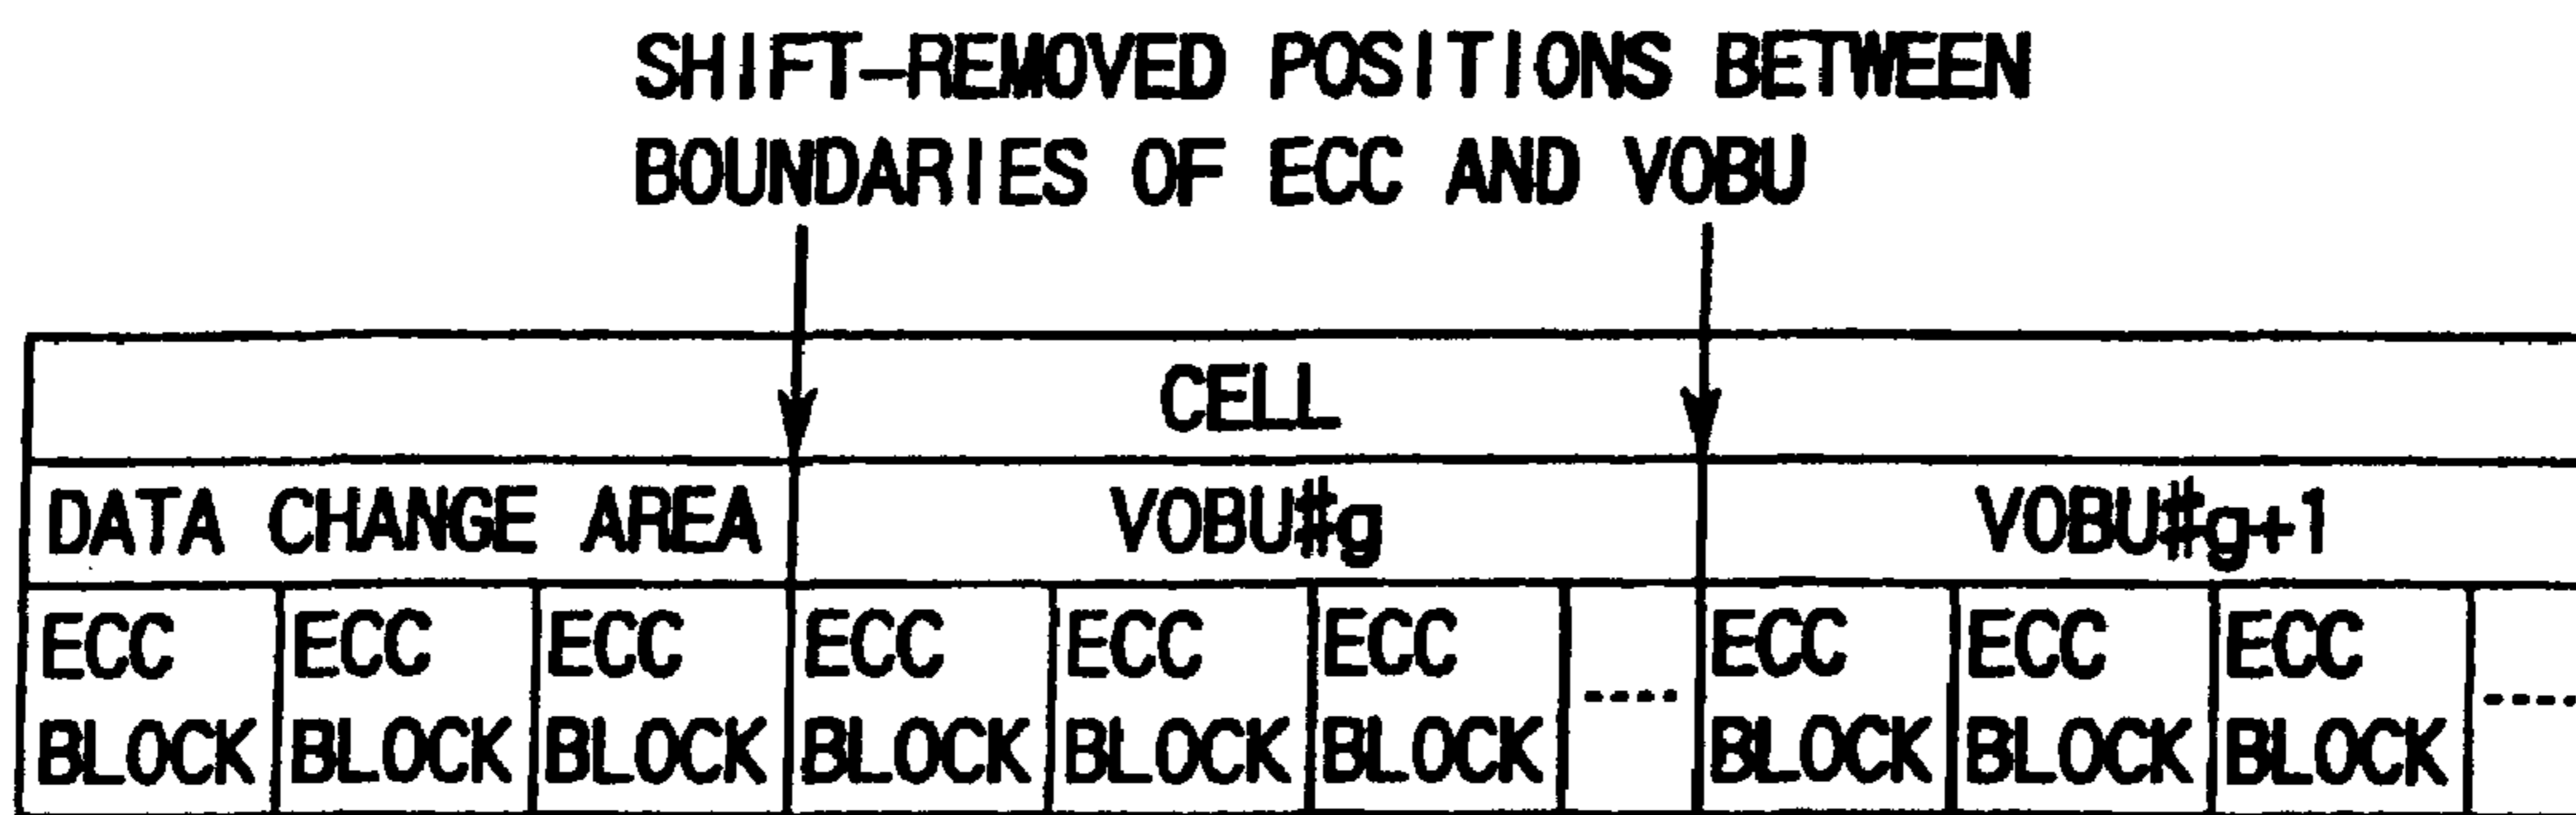 SHIFT-REMOVED POSITIONS BETWEEN
BOUNDARIES OF ECC AND VOBU
CELL
DATA CHANGE AREA VOBU#g VOBU#g+1
ECC ECC ECC ECC ECC ECC ECC ECC ECC
BLOCK BLOCK BLOCK BLOCK BLOCK BLOCK ---- BLOCK BLOCK BLOCK ----